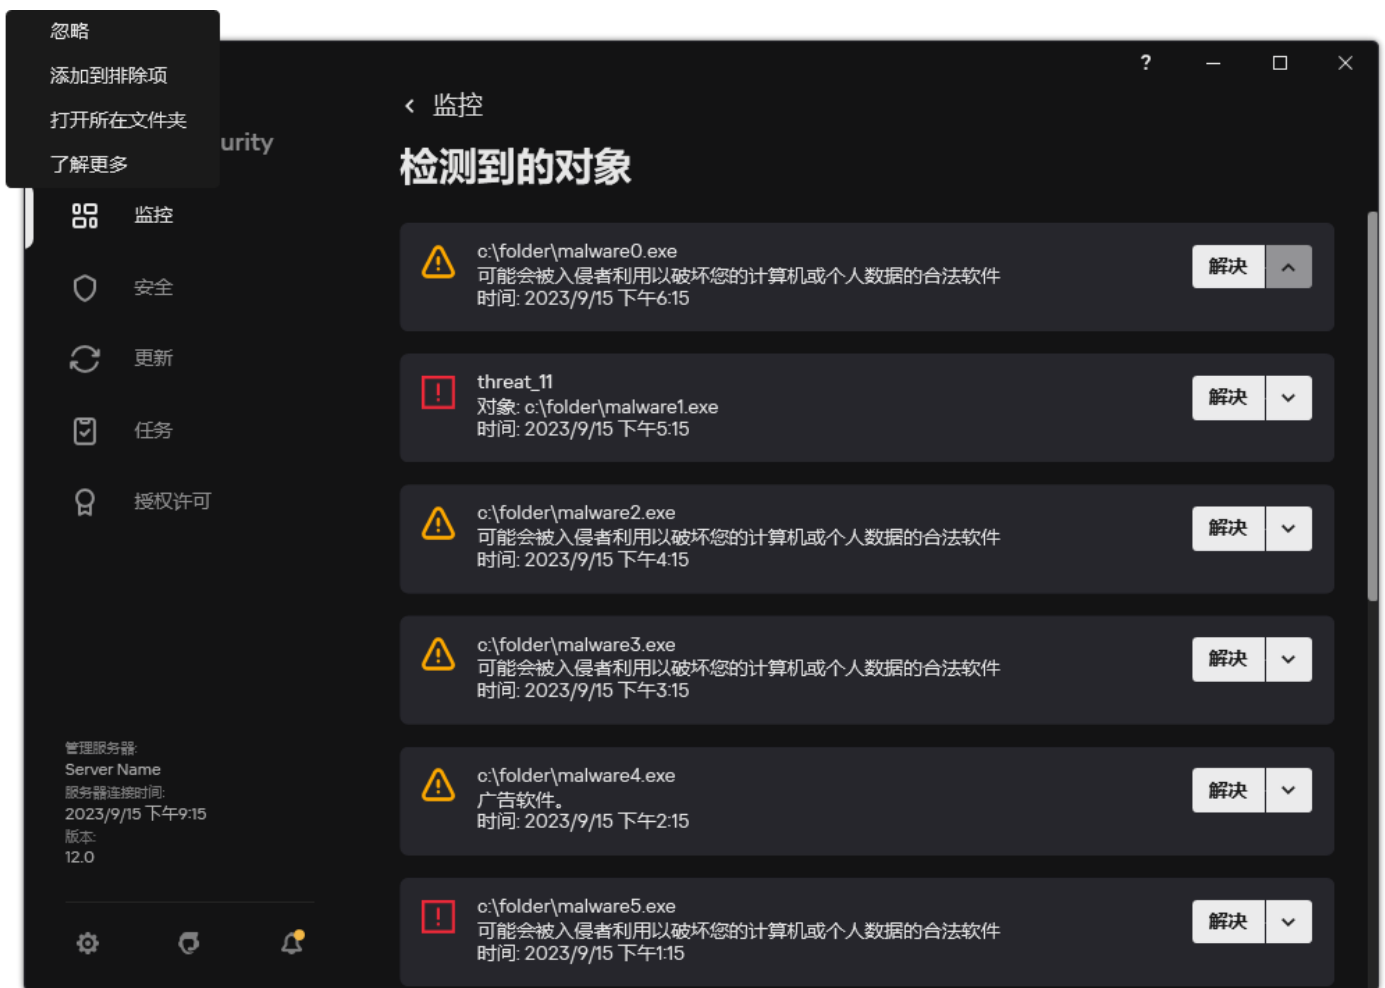 忽略
添加到排除项
打开所在文件夹
了解更多
urity
监控
安全
更新
任务
授权许可
管理服务器:
Server Name
服务器连接时间:
2023/9/15 下午9:15
版本:
12.0
?
监控
检测到的对象
c:\folder\malware0.exe
可能会被入侵者利用以破坏您的计算机或个人数据的合法软件
时间: 2023/9/15 下午6:15
解决
threat_11
对象: c:\folder\malware1.exe
时间: 2023/9/15 下午5:15
解决
c:\folder\malware2.exe
可能会被入侵者利用以破坏您的计算机或个人数据的合法软件
时间: 2023/9/15 下午4:15
解决
c:\folder\malware3.exe
可能会被入侵者利用以破坏您的计算机或个人数据的合法软件
时间: 2023/9/15 下午3:15
解决
c:\folder\malware4.exe
广告软件。
时间: 2023/9/15 下午2:15
解决
c:\folder\malware5.exe
可能会被入侵者利用以破坏您的计算机或个人数据的合法软件
时间: 2023/9/15 下午1:15
解决